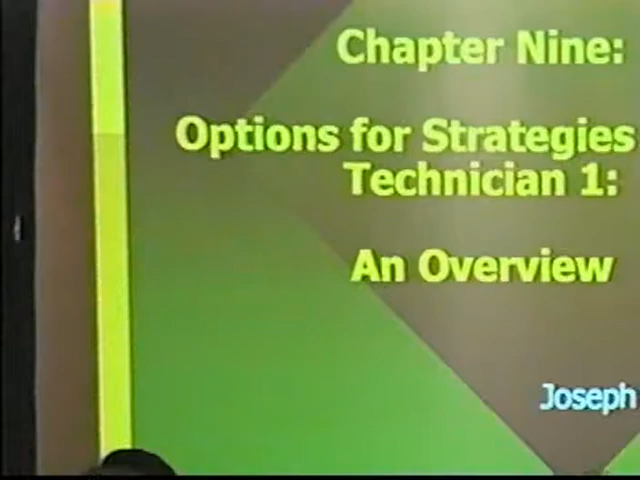 Chapter Nine:
Options for Strategies
Technician 1:
An Overview
Joseph